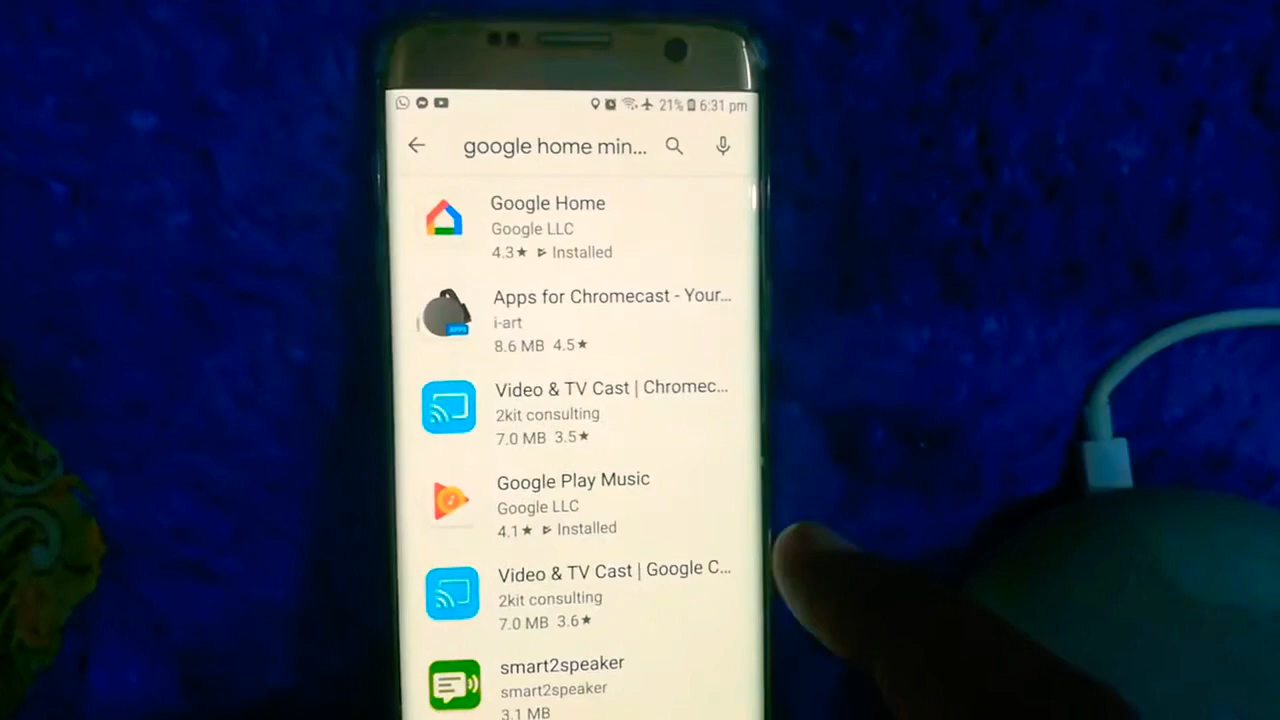 21% 6:31 pm
google home min...
Google Home
Google LLC
4.3★ Installed
Apps for Chromecast - Your...
i-art
8.6 MB 4.5★
APPS
Video & TV Cast | Chromec...
2kit consulting
7.0 MB 3.5★
Google Play Music
Google LLC
4.1★ Installed
Video & TV Cast | Google C...
2kit consulting
7.0 MB 3.6★
smart2speaker
smart2speaker
3.1 MB